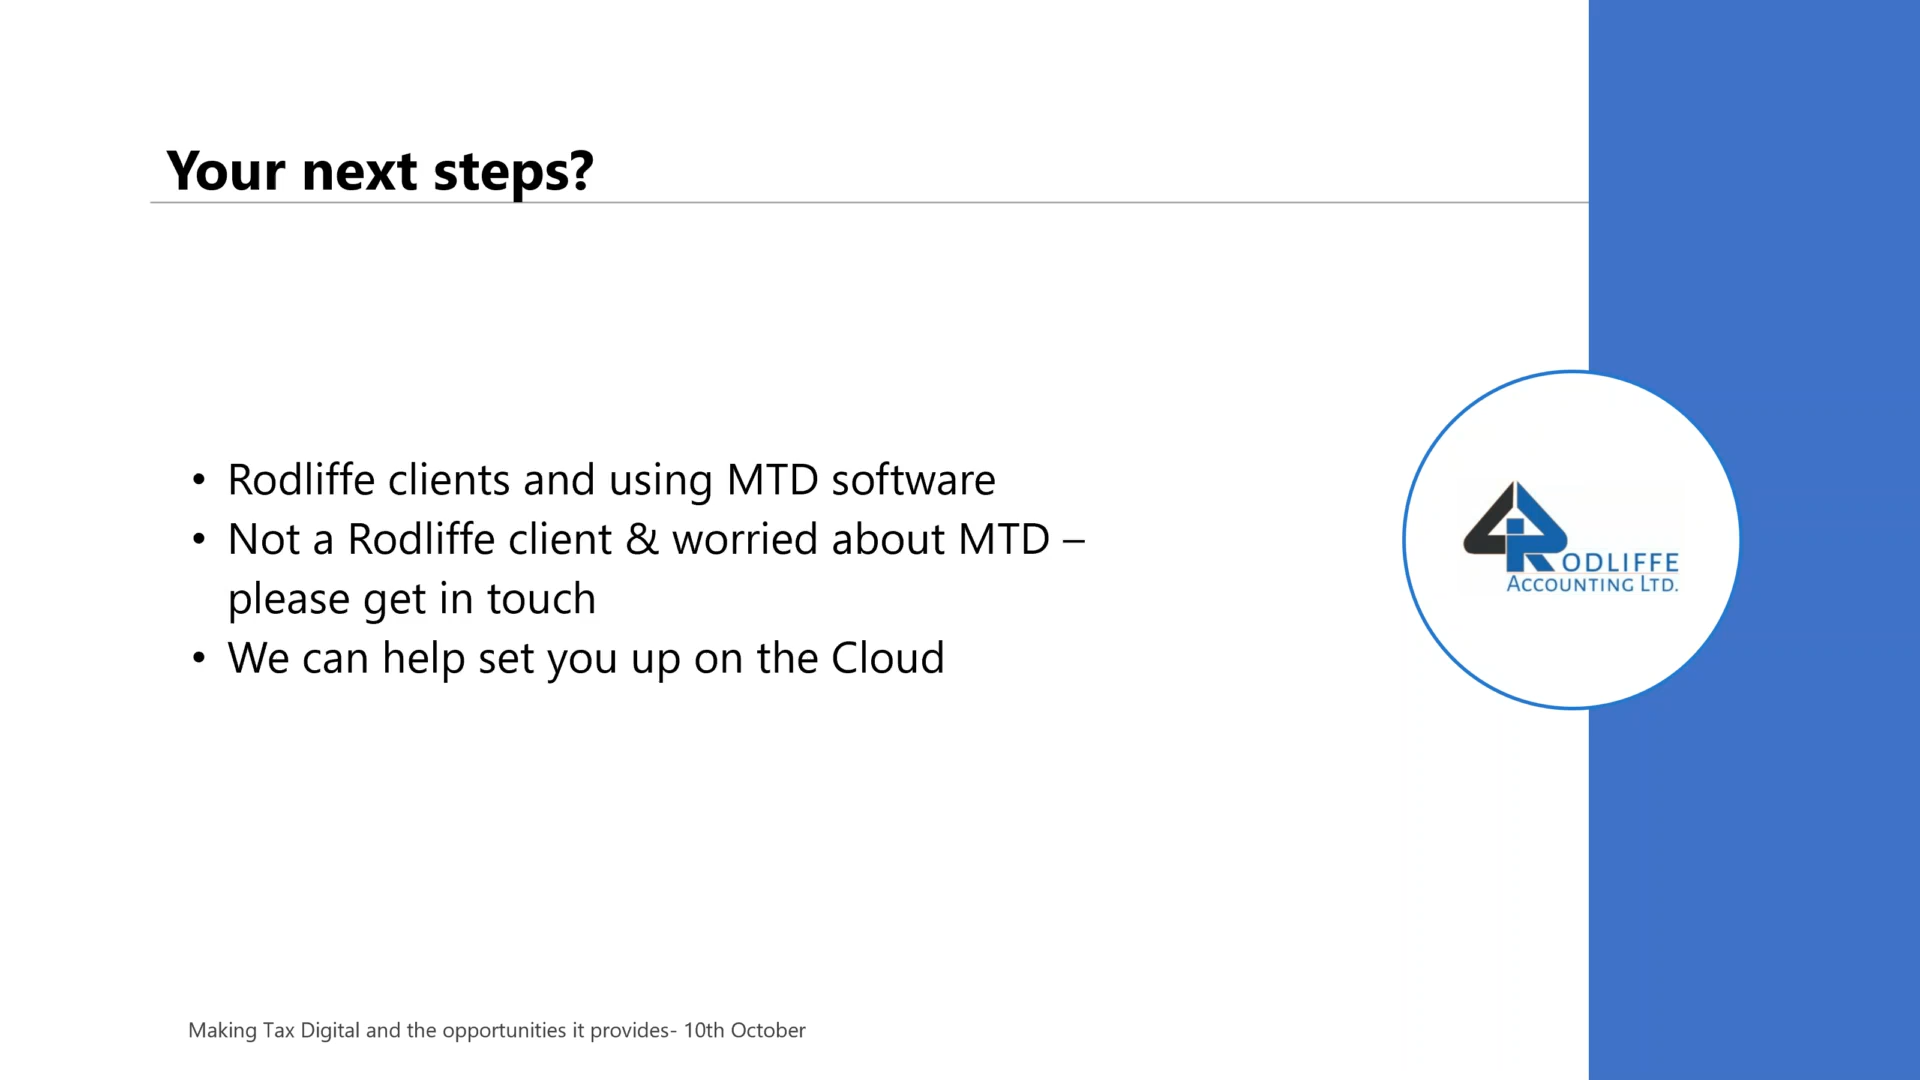 Your next steps?
• Rodliffe clients and using MTD software
• Not a Rodliffe client & worried about MTD –
please get in touch
• We can help set you up on the Cloud
RODLIFFE
ACCOUNTING LTD.
Making Tax Digital and the opportunities it provides- 10th October